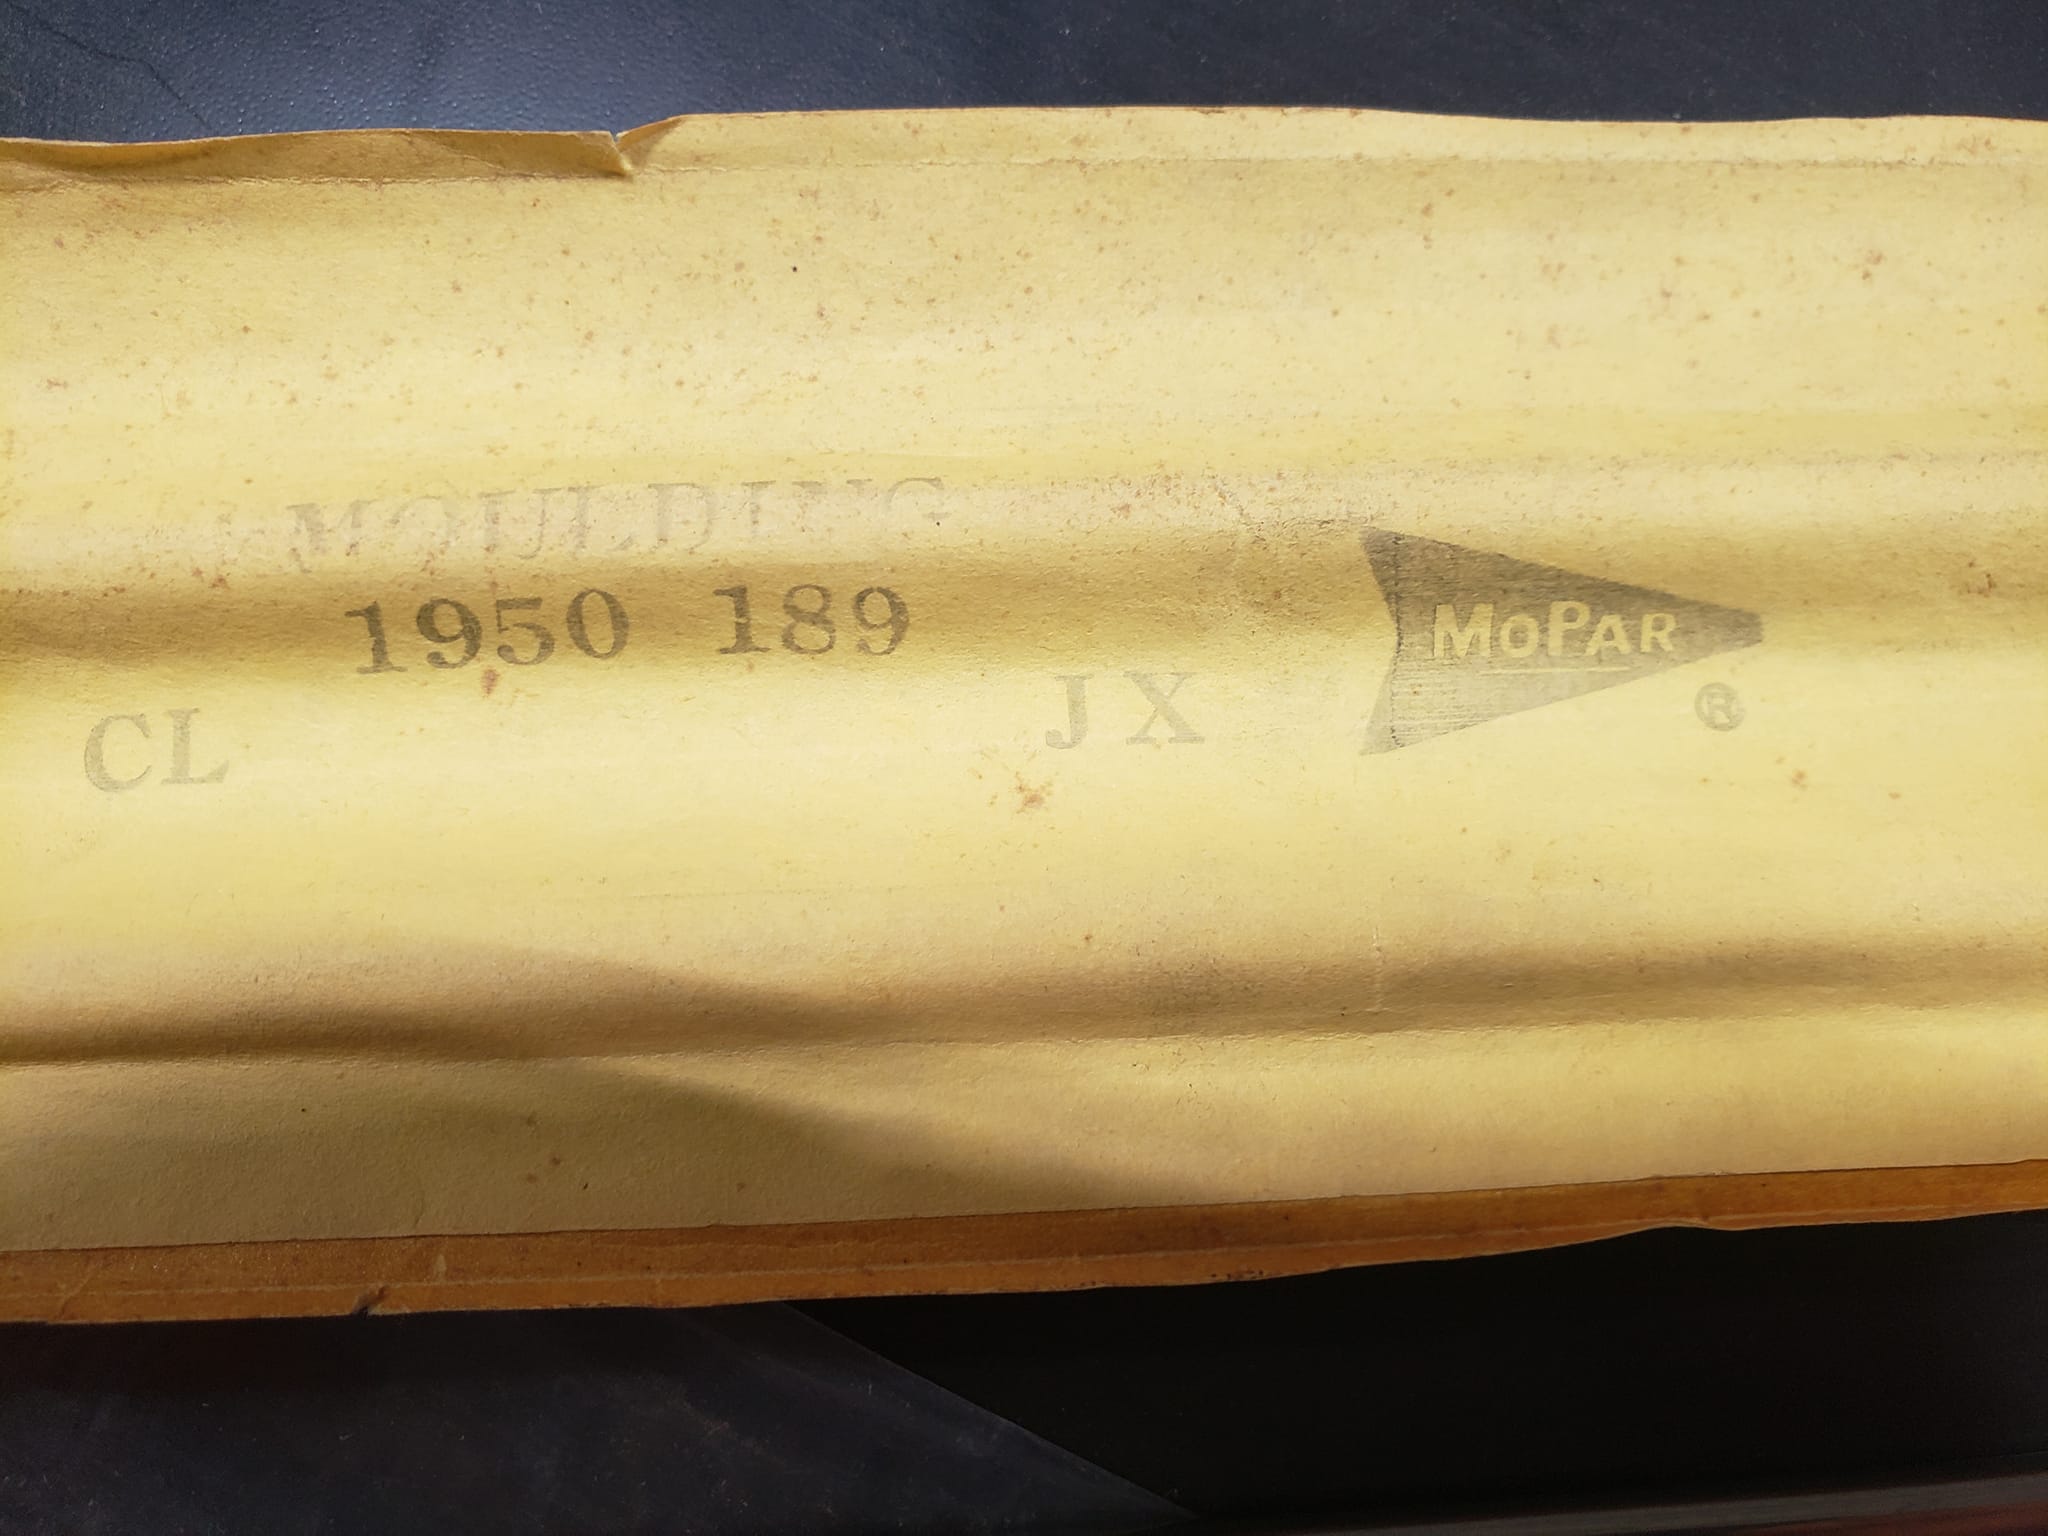 MOULDING
1950 189
CL
JX
MOPAR
®